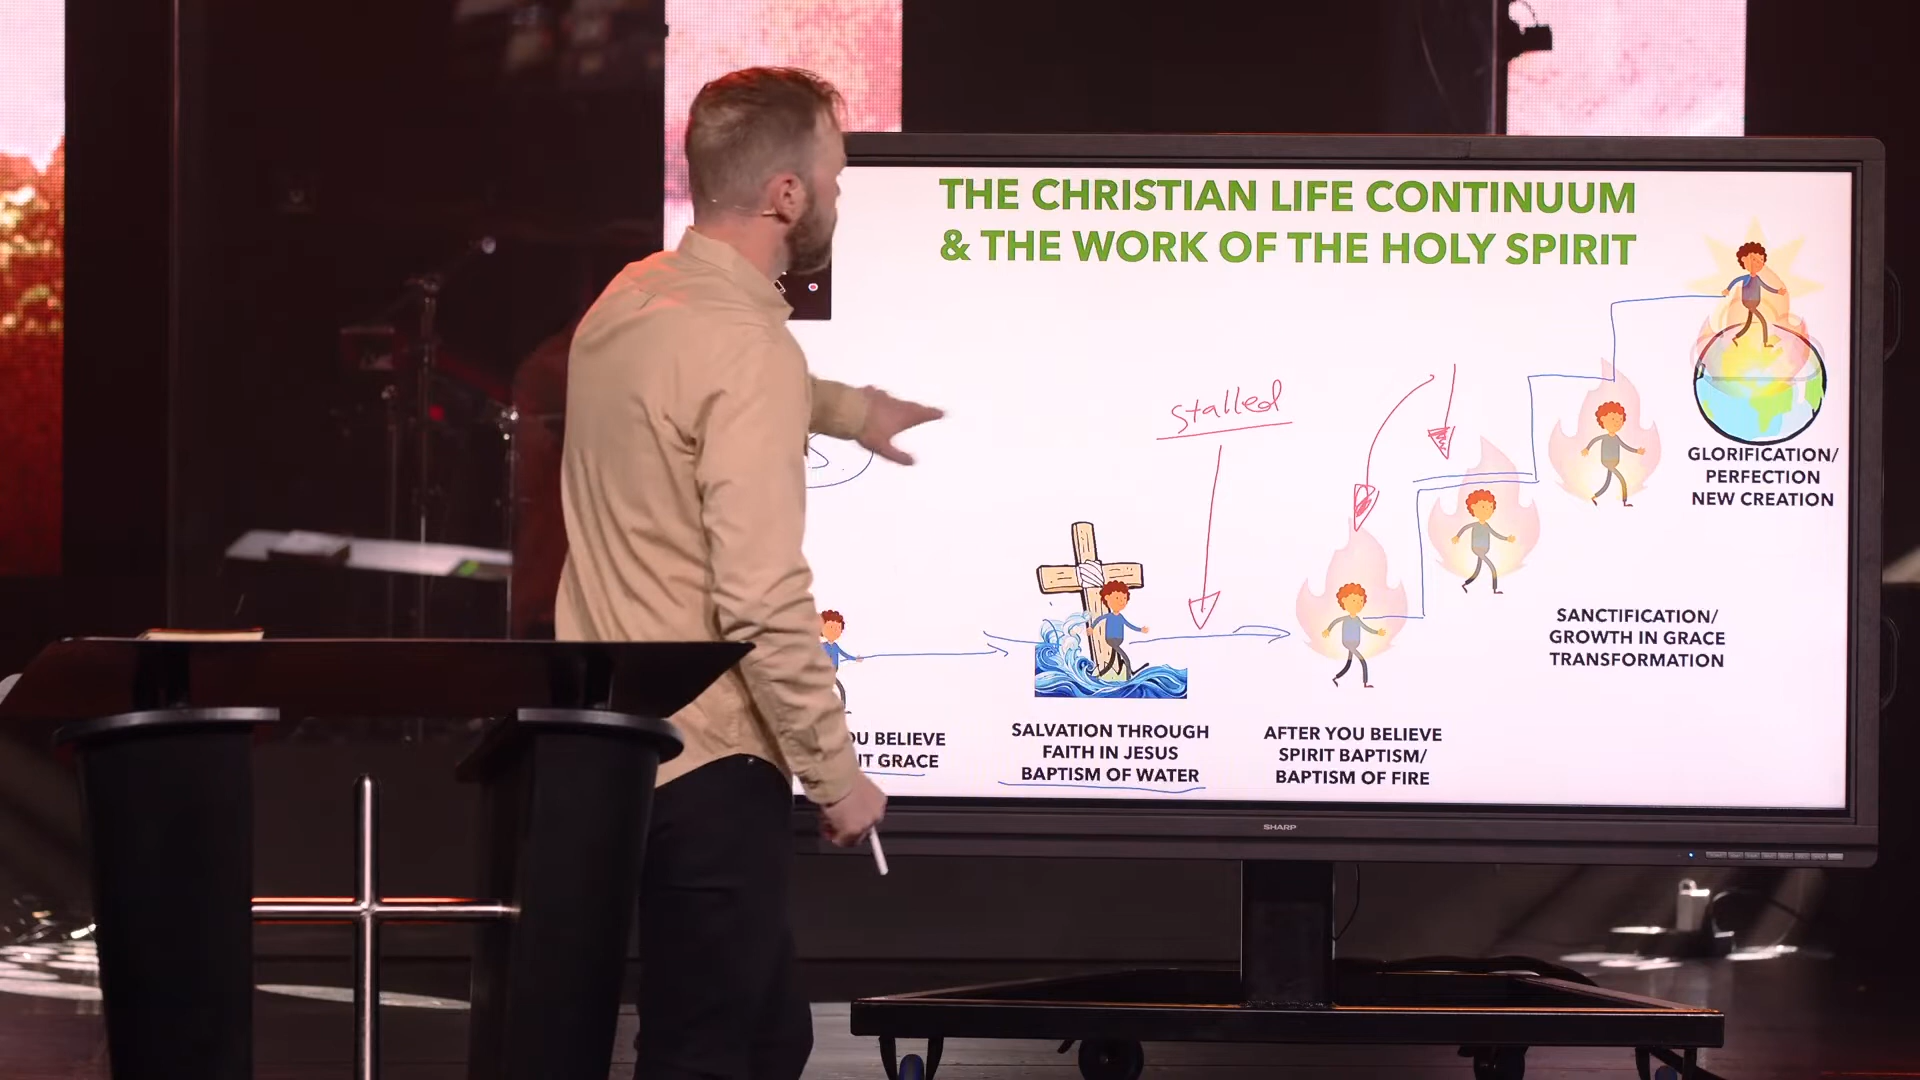 THE CHRISTIAN LIFE CONTINUUM
& THE WORK OF THE HOLY SPIRIT
stalled
GLORIFICATION/
PERFECTION
NEW CREATION
SANCTIFICATION/
GROWTH IN GRACE
TRANSFORMATION
OU BELIEVE
IT GRACE
SALVATION THROUGH
FAITH IN JESUS
BAPTISM OF WATER
AFTER YOU BELIEVE
SPIRIT BAPTISM/
BAPTISM OF FIRE
SHARP